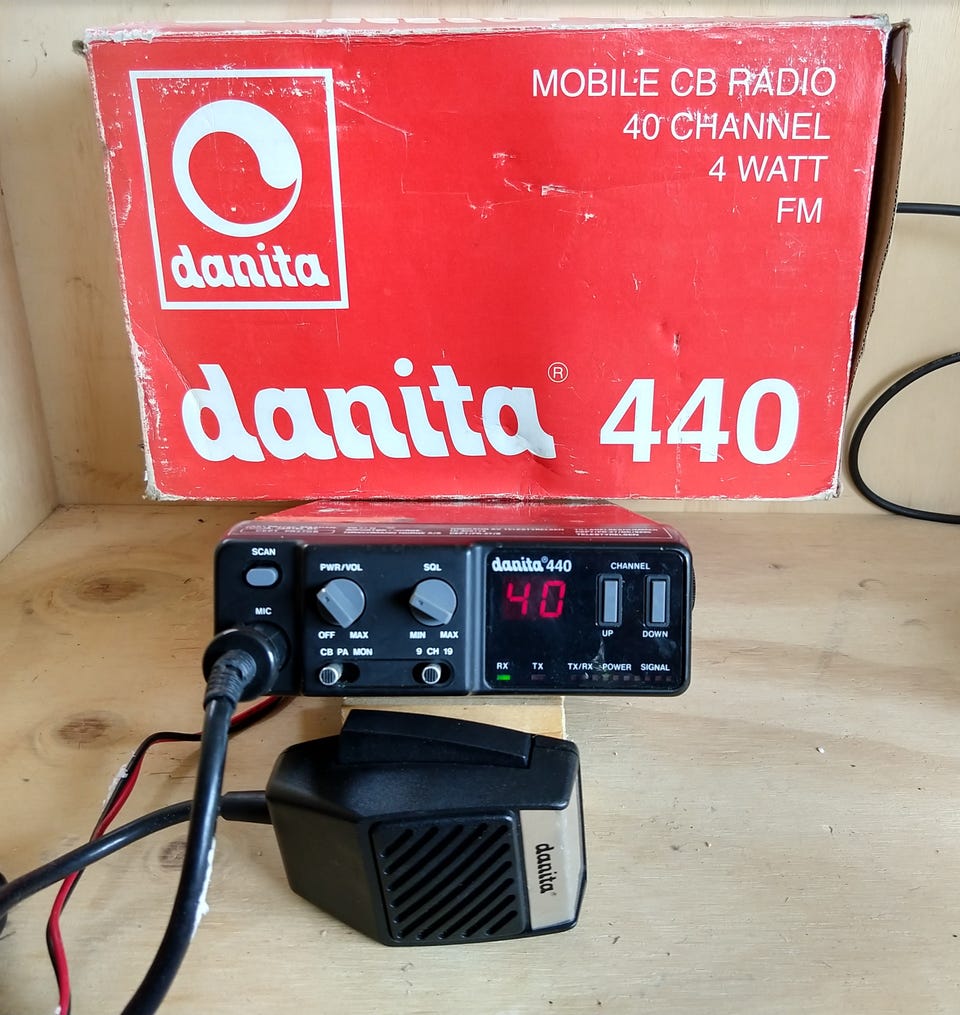 danita
MOBILE CB RADIO
40 CHANNEL
4 WATT
FM
danita® 440
SCAN
MIC
PWR/VOL
OFF MAX
SQL
MIN MAX
CB PA MON
9 CH 19
danita® 440
40
CHANNEL
UP
DOWN
RX TX TX/RX POWER SIGNAL
danita